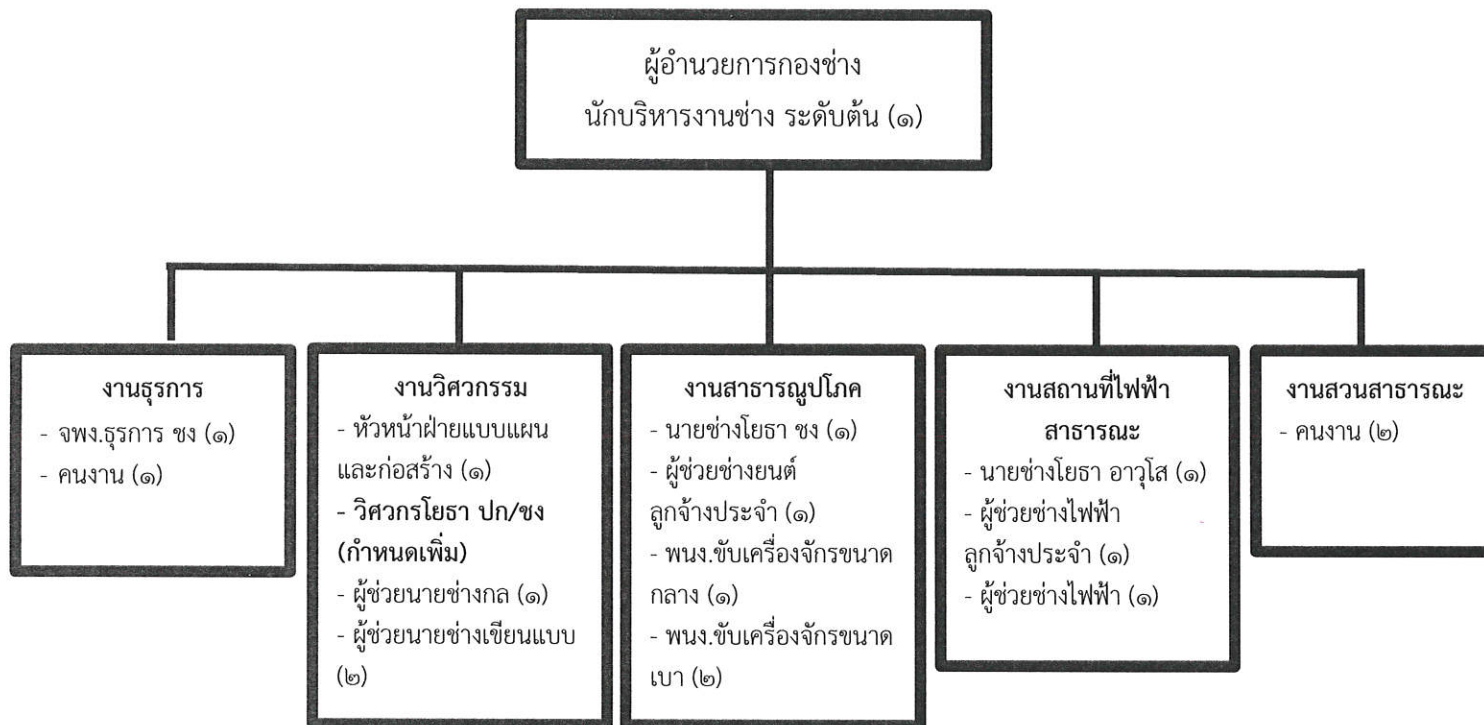 ผู้อำนวยการกองช่าง
นักบริหารงานช่าง ระดับต้น (๑)
งานธุรการ
- จพง.ธุรการ ชง (๑)
- คนงาน (๑)
งานวิศวกรรม
- หัวหน้าฝ่ายแบบแผน
และก่อสร้าง (๑)
- วิศวกรโยธา ปก/ชง
(กำหนดเพิ่ม)
- ผู้ช่วยนายช่างกล (๑)
- ผู้ช่วยนายช่างเขียนแบบ
(๒)
งานสาธารณูปโภค
- นายช่างโยธา ชง (๑)
- ผู้ช่วยช่างยนต์
ลูกจ้างประจำ (๑)
- พนง.ขับเครื่องจักรขนาด
กลาง (๑)
- พนง.ขับเครื่องจักรขนาด
เบา (๒)
งานสถานที่ไฟฟ้า
สาธารณะ
- นายช่างโยธา อาวุโส (๑)
- ผู้ช่วยช่างไฟฟ้า
ลูกจ้างประจำ (๑)
- ผู้ช่วยช่างไฟฟ้า (๑)
งานสวนสาธารณะ
- คนงาน (๒)